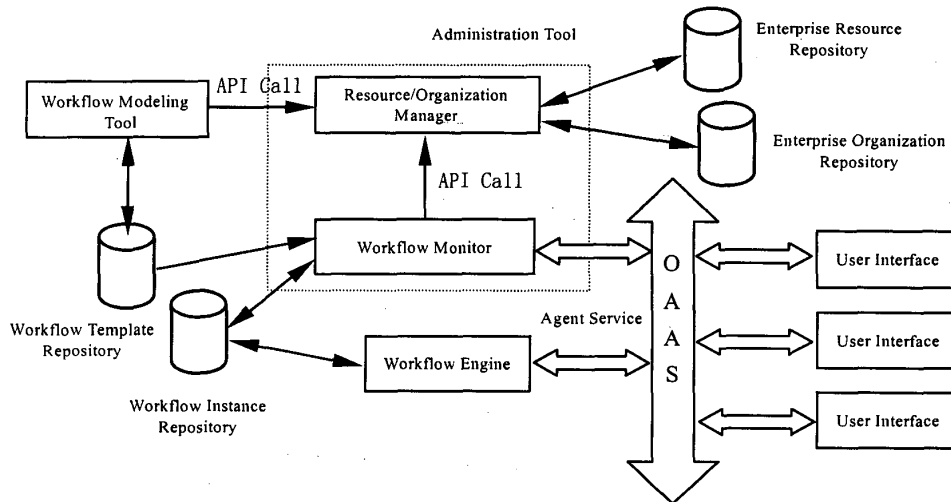 Administration Tool
Enterprise Resource
Repository
API Call
Workflow Modeling
Tool
Resource/Organization
Manager
Enterprise Organization
Repository
API Call
Workflow Monitor
O
A
A
S
User Interface
Workflow Template
Repository
Agent Service
User Interface
Workflow Engine
Workflow Instance
Repository
User Interface